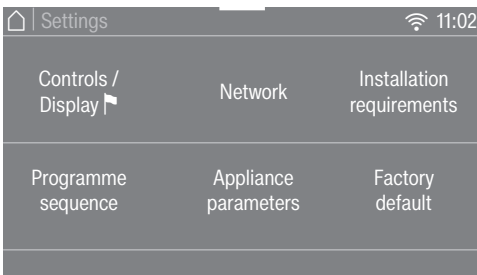 Settings 11:02
Controls /
Display
Network
Installation
requirements
Programme
sequence
Appliance
parameters
Factory
default